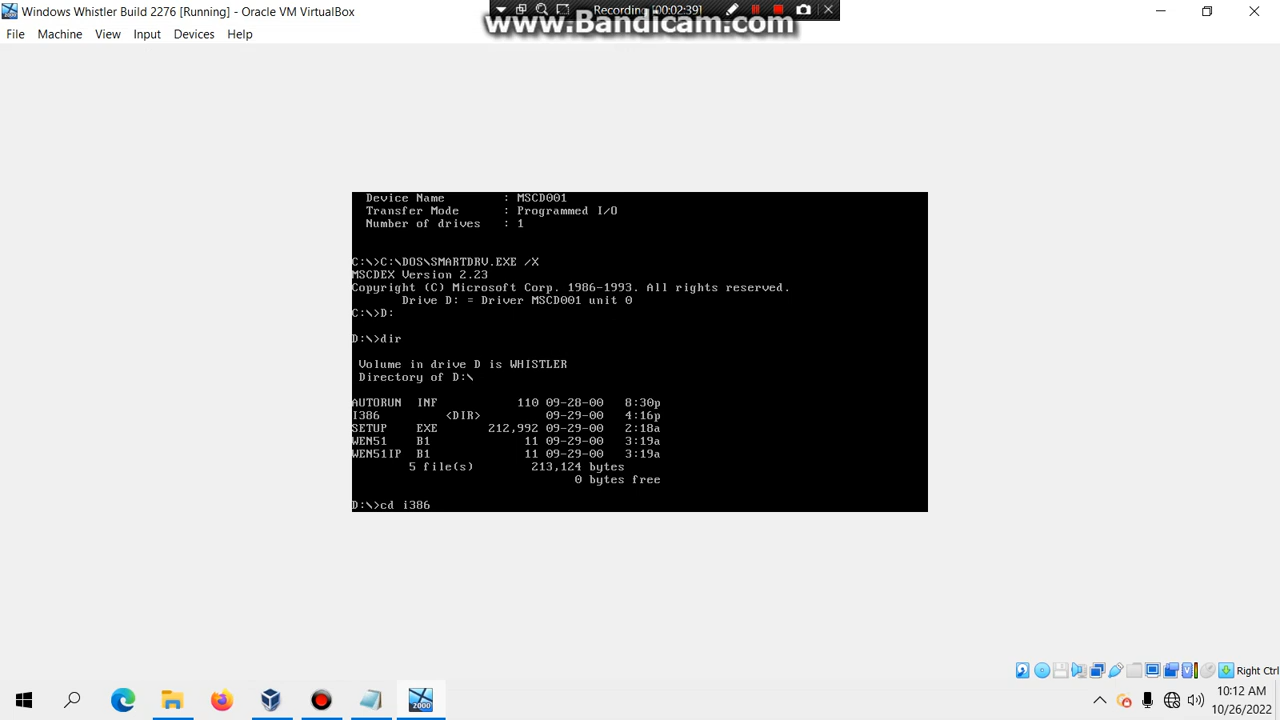 Windows Whistler Build 2276 [Running] - Oracle VM VirtualBox
Recording [00:02:39]
www.Bandicam.com
File Machine View Input Devices Help
Device Name : MSCD001
Transfer Mode : Programmed I/O
Number of drives : 1
C:\>C:\DOS\SMARTDRV.EXE /X
MSCDEX Version 2.23
Copyright (C) Microsoft Corp. 1986-1993. All rights reserved.
Drive D: = Driver MSCD001 unit 0
C:\>D:
D:\>dir
Volume in drive D is WHISTLER
Directory of D:\
AUTORUN INF 110 09-28-00 8:30p
I386 <DIR> 09-29-00 4:16p
SETUP EXE 212,992 09-29-00 2:18a
WEN51 B1 11 09-29-00 3:19a
WEN51IP B1 11 09-29-00 3:19a
5 file(s) 213,124 bytes
0 bytes free
D:\>cd i386
Right Ctrl
2000
10:12 AM
10/26/2022